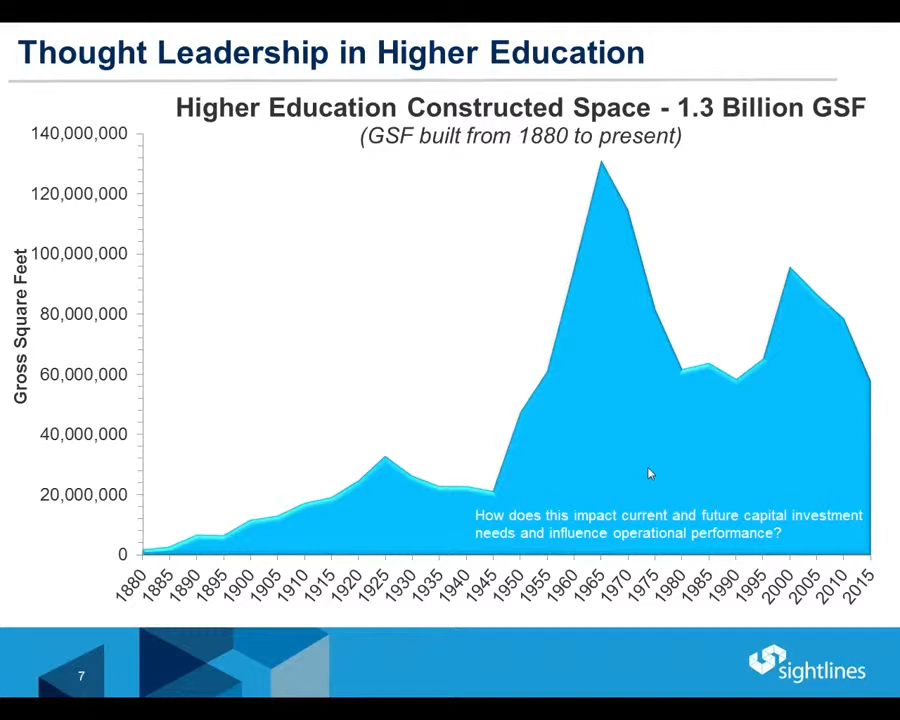 Thought Leadership in Higher Education
Higher Education Constructed Space - 1.3 Billion GSF
(GSF built from 1880 to present)
Gross Square Feet
140,000,000
120,000,000
100,000,000
80,000,000
60,000,000
40,000,000
20,000,000
0
How does this impact current and future capital investment
needs and influence operational performance?
1880 1885 1890 1895 1900 1905 1910 1915 1920 1925 1930 1935 1940 1945 1950 1955 1960 1965 1970 1975 1980 1985 1990 1995 2000 2005 2010 2015
7
sightlines